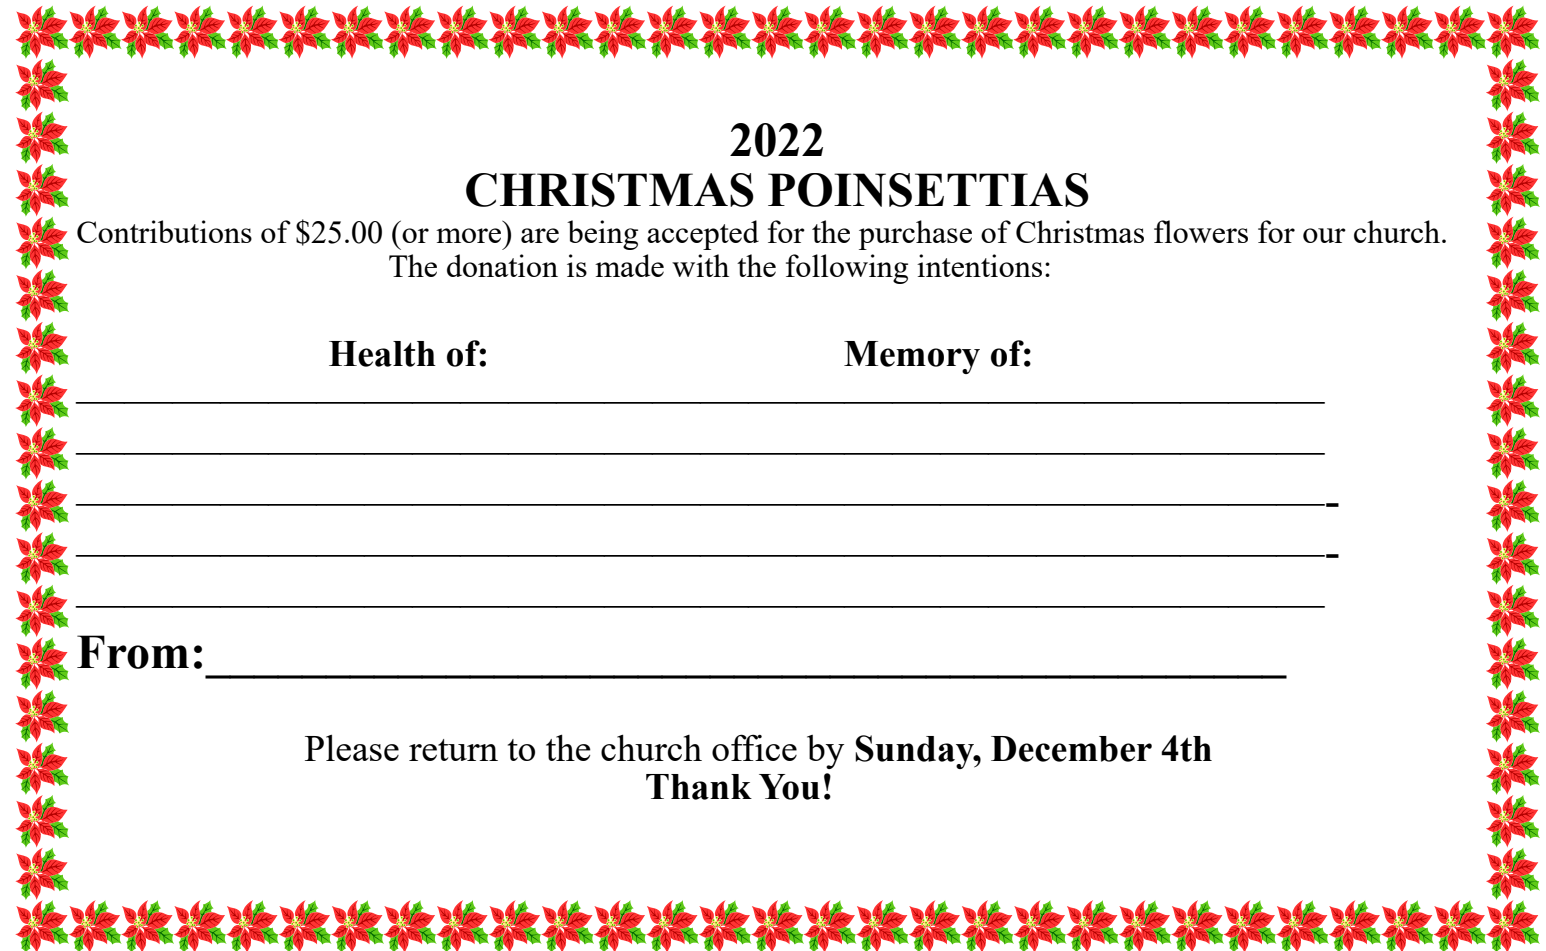 2022
CHRISTMAS POINSETTIAS
Contributions of $25.00 (or more) are being accepted for the purchase of Christmas flowers for our church.
The donation is made with the following intentions:
Health of: Memory of:
From:
Please return to the church office by Sunday, December 4th
Thank You!